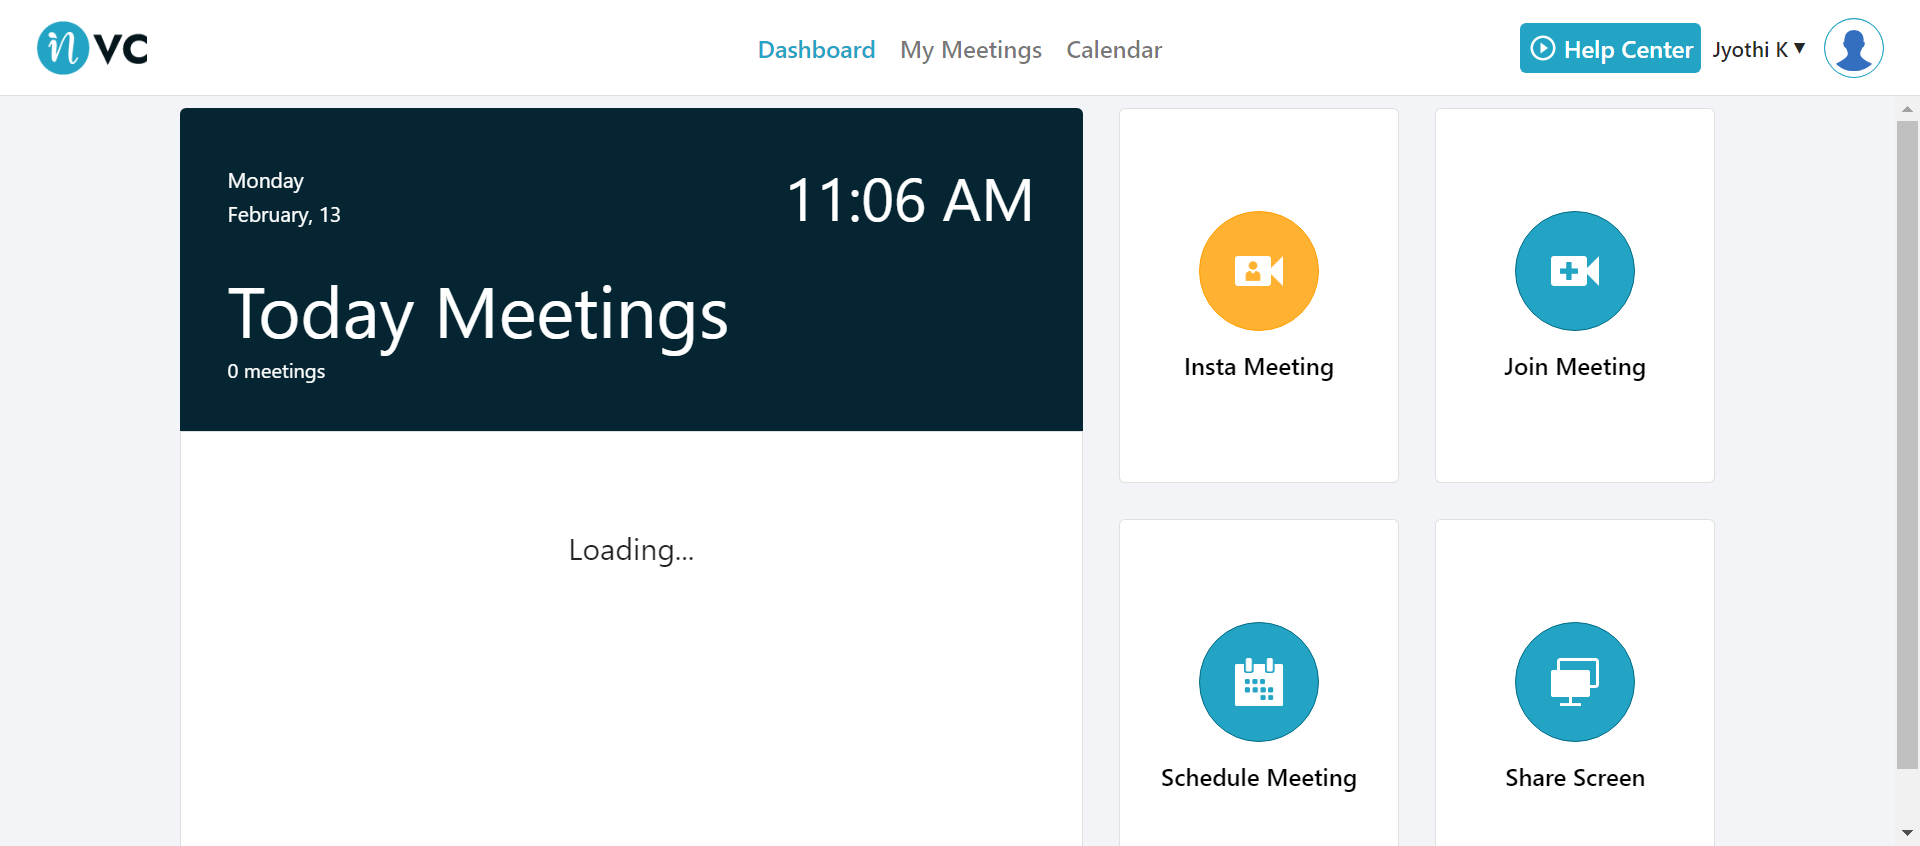 n VC
Dashboard My Meetings Calendar
Help Center Jyothi K
Monday
February, 13
11:06 AM
Today Meetings
0 meetings
Loading...
Insta Meeting
Join Meeting
Schedule Meeting
Share Screen